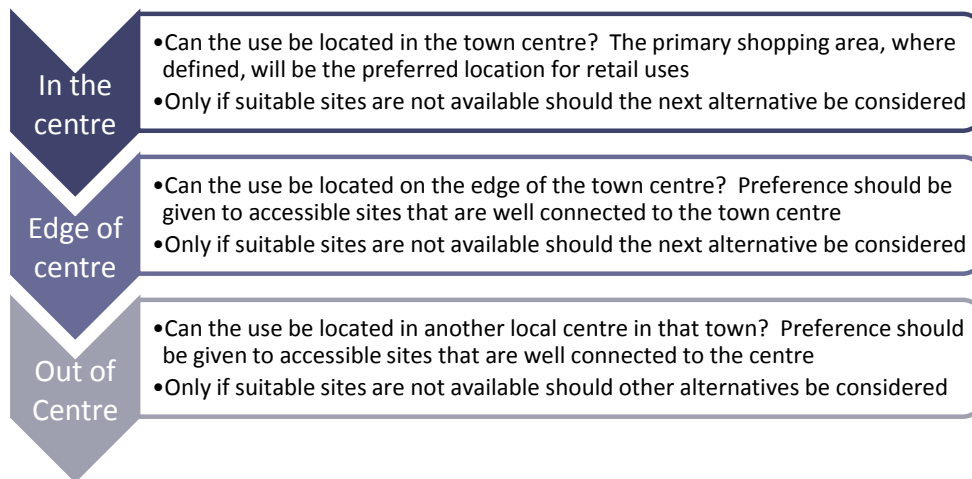 In the
centre
•Can the use be located in the town centre?  The primary shopping area, where
defined, will be the preferred location for retail uses
•Only if suitable sites are not available should the next alternative be considered
Edge of
centre
•Can the use be located on the edge of the town centre?  Preference should be
given to accessible sites that are well connected to the town centre
•Only if suitable sites are not available should the next alternative be considered
Out of
Centre
•Can the use be located in another local centre in that town?  Preference should
be given to accessible sites that are well connected to the centre
•Only if suitable sites are not available should other alternatives be considered